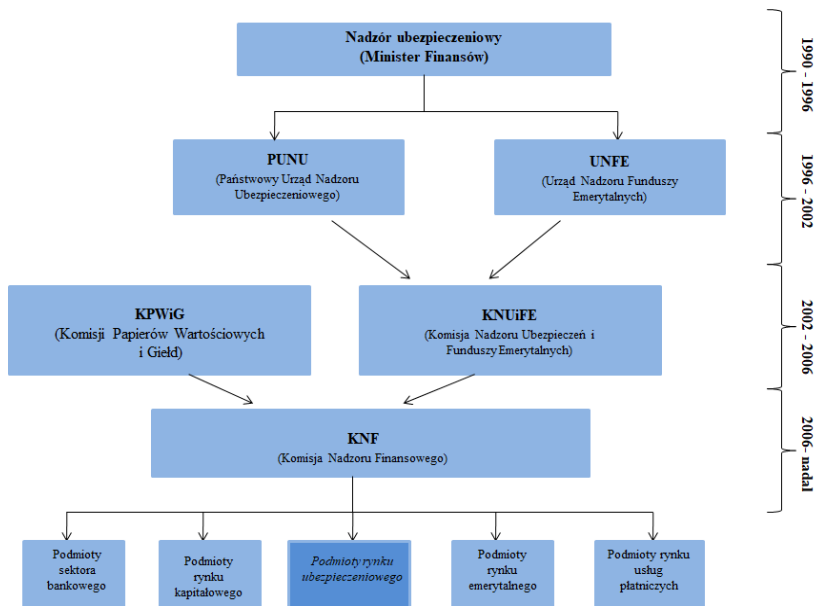 Nadzór ubezpieczeniowy
(Minister Finansów)
1990 - 1996
PUNU
(Państwowy Urząd Nadzoru
Ubezpieczeniowego)
UNFE
(Urząd Nadzoru Funduszy
Emerytalnych)
1996 - 2002
KPWiG
(Komisji Papierów Wartościowych
i Giełd)
KNUiFE
(Komisja Nadzoru Ubezpieczeń i
Funduszy Emerytalnych)
2002 - 2006
KNF
(Komisja Nadzoru Finansowego)
2006- nadal
Podmioty
sektora
bankowego
Podmioty
rynku
kapitałowego
Podmioty rynku
ubezpieczeniowego
Podmioty
rynku
emerytalnego
Podmioty rynku
usług
płatniczych